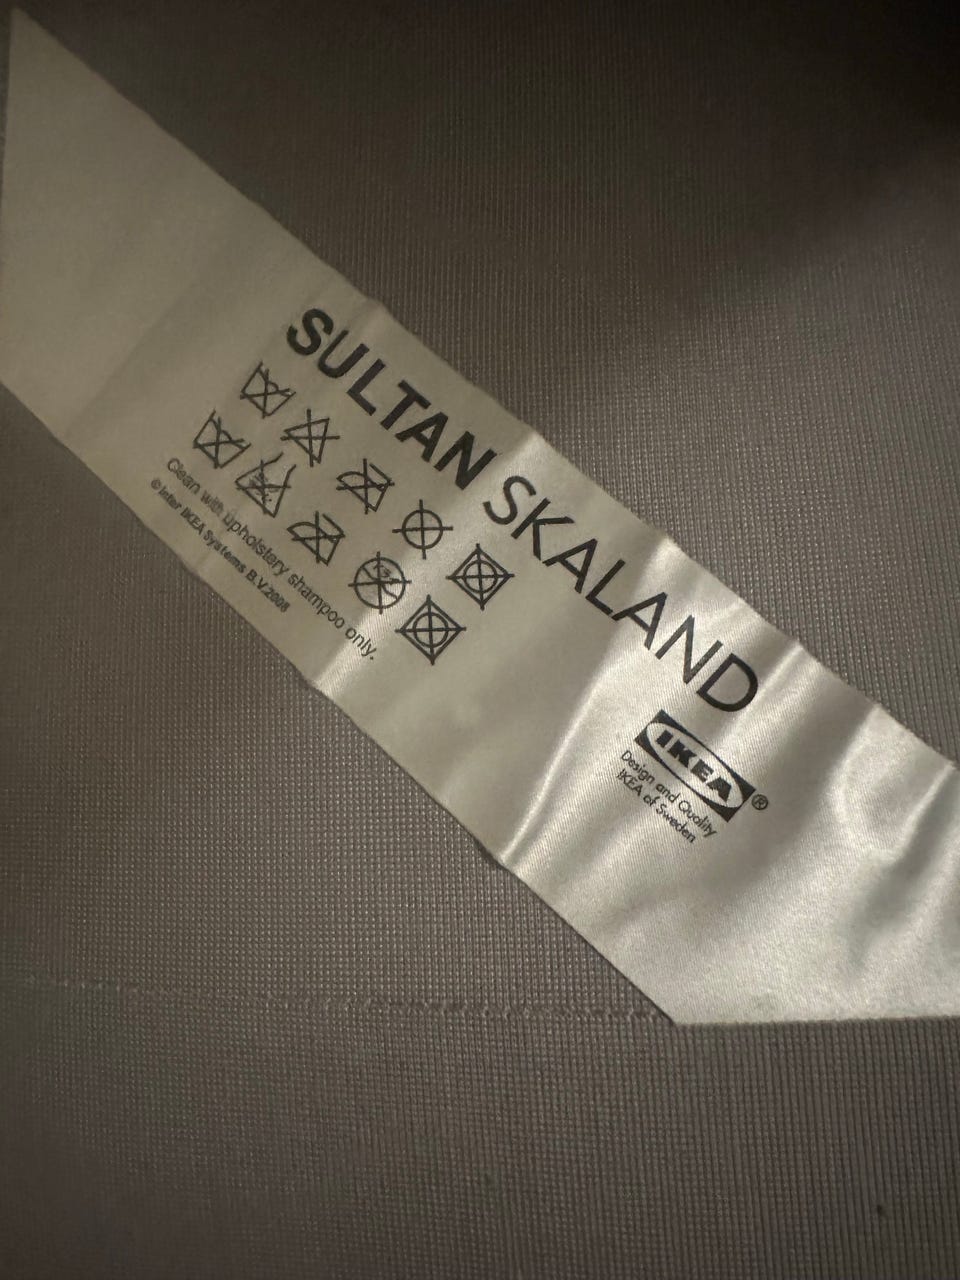 SULTAN SKALAND
Clean with upholstery shampoo only.
© Inter IKEA Systems B.V.2008
IKEA®
Design and Quality
IKEA of Sweden